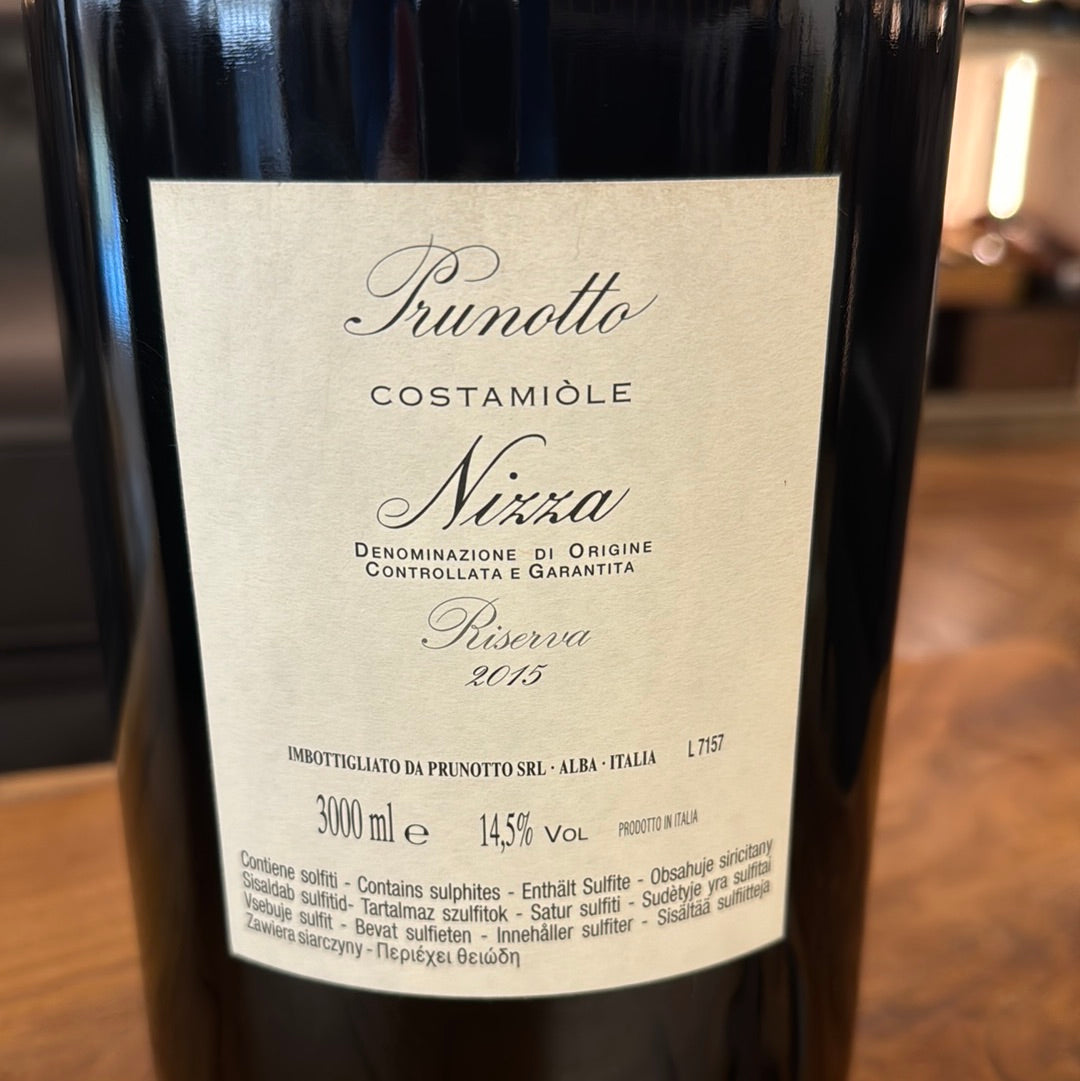 Prunotto
COSTAMIÒLE
Nizza
DENOMINAZIONE DI ORIGINE
CONTROLLATA E GARANTITA
Riserva
2015
IMBOTTIGLIATO DA PRUNOTTO SRL · ALBA · ITALIA L 7157
3000 ml e 14,5% VOL PRODOTTO IN ITALIA
Contiene solfiti - Contains sulphites - Enthält Sulfite - Obsahuje siricitany
Sisaldab sulfitid- Tartalmaz szulfitok - Satur sulfiti - Sudėtyje yra sulfitai
Vsebuje sulfit - Bevat sulfieten - Innehåller sulfiter - Sisältää sulfiitteja
Zawiera siarczyny - Περιέχει θειώδη